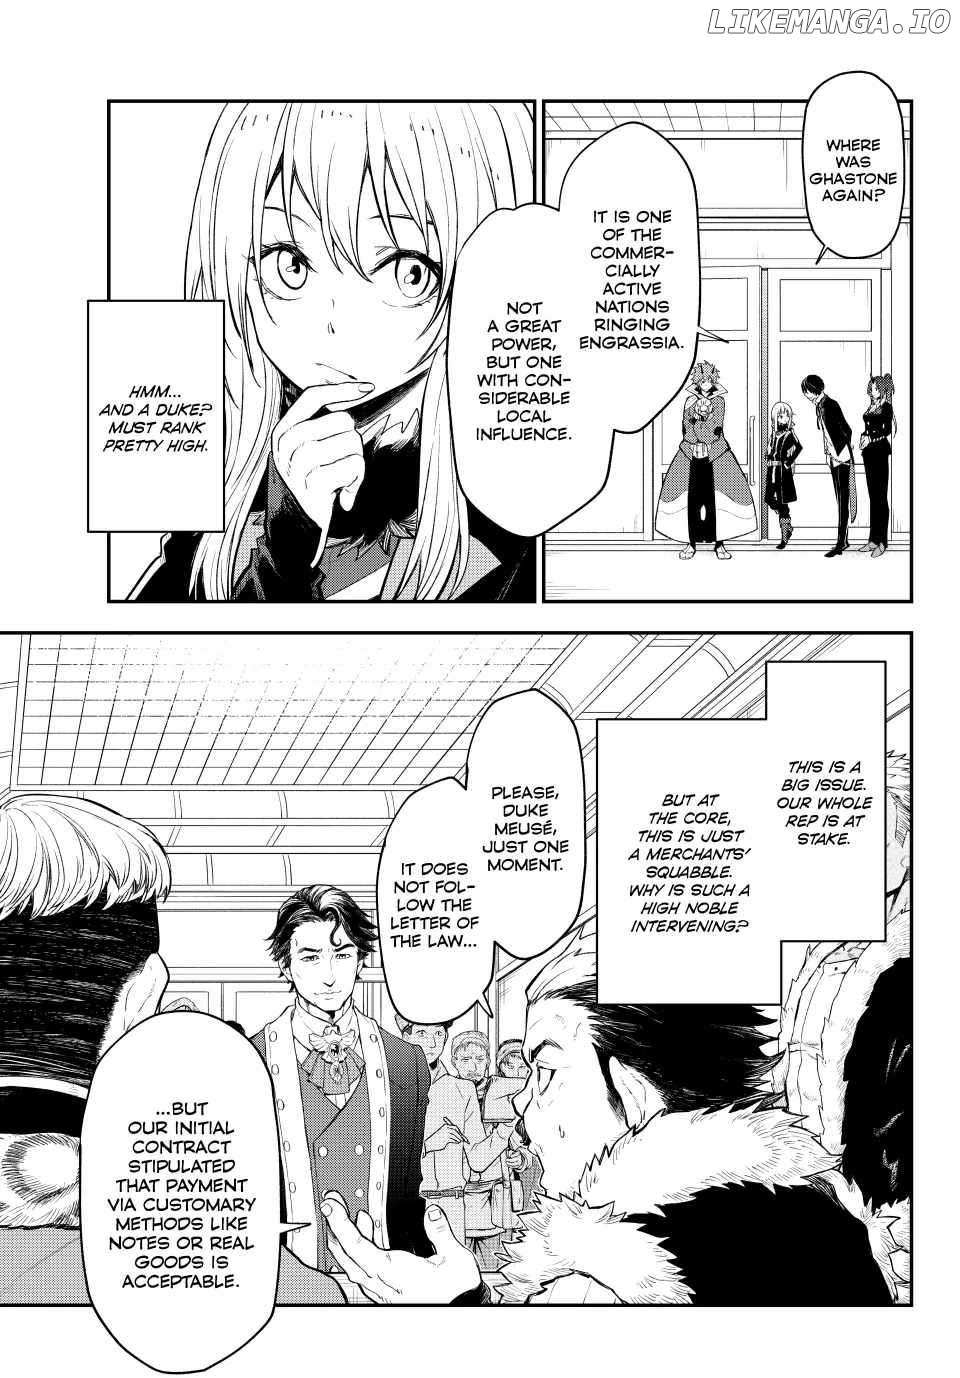 LIKEMANGA.IO
WHERE
WAS
GHASTONE
AGAIN?
IT IS ONE
OF THE
COMMER-
CIALLY
ACTIVE
NATIONS
RINGING
ENGRASSIA.
NOT
A GREAT
POWER,
BUT ONE
WITH CON-
SIDERABLE
LOCAL
INFLUENCE.
HMM...
AND A DUKE?
MUST RANK
PRETTY HIGH.
THIS IS A
BIG ISSUE.
OUR WHOLE
REP IS AT
STAKE.
BUT AT
THE CORE,
THIS IS JUST
A MERCHANTS'
SQUABBLE.
WHY IS SUCH A
HIGH NOBLE
INTERVENING?
PLEASE,
DUKE
MEUSÉ,
JUST ONE
MOMENT.
IT DOES
NOT FOL-
LOW THE
LETTER OF
THE LAW...
...BUT
OUR INITIAL
CONTRACT
STIPULATED
THAT PAYMENT
VIA CUSTOMARY
METHODS LIKE
NOTES OR REAL
GOODS IS
ACCEPTABLE.